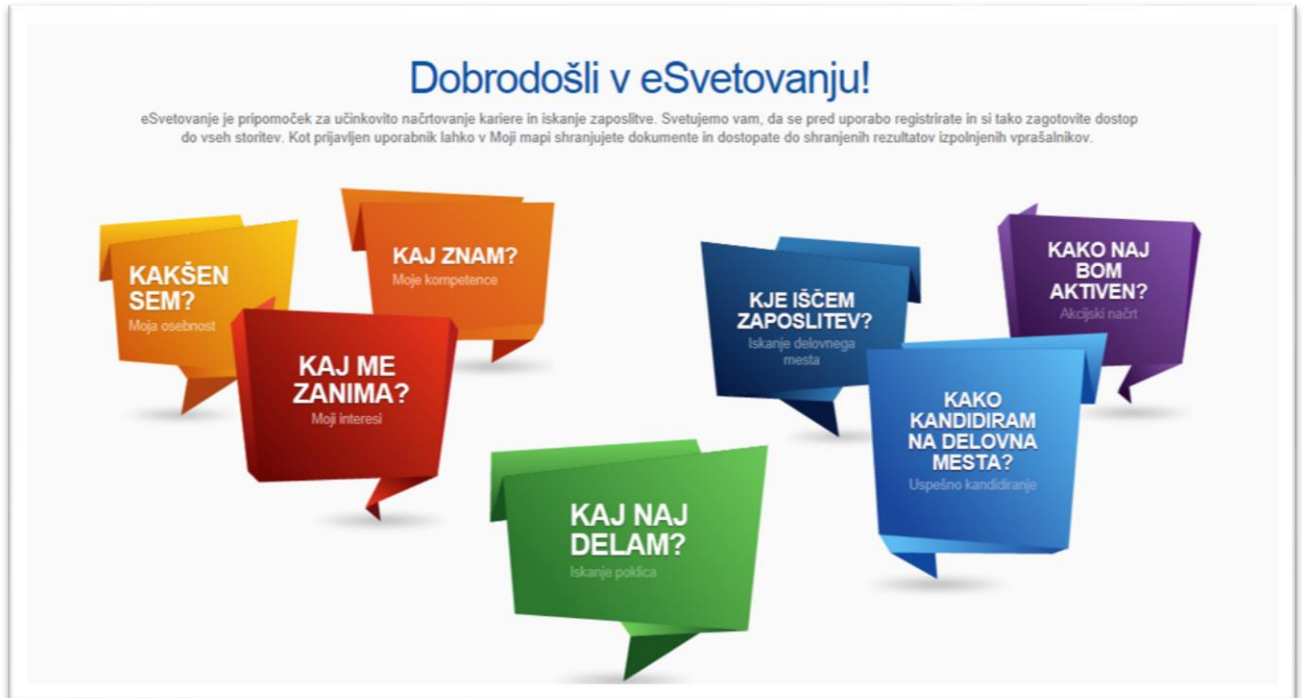 Dobrodošli v eSvetovanju!
eSvetovanje je pripomoček za učinkovito načrtovanje kariere in iskanje zaposlitve. Svetujemo vam, da se pred uporabo registrirate in si tako zagotovite dostop
do vseh storitev. Kot prijavljen uporabnik lahko v Moji mapi shranjujete dokumente in dostopate do shranjenih rezultatov izpolnjenih vprašalnikov.
KAKŠEN
SEM?
Moja osebnost
KAJ ZNAM?
Moje kompetence
KAJ ME
ZANIMA?
Moji interesi
KAJ NAJ
DELAM?
Iskanje poklica
KJE IŠČEM
ZAPOSLITEV?
Iskanje delovnega
mesta
KAKO
KANDIDIRAM
NA DELOVNA
MESTA?
Uspešno kandidiranje
KAKO NAJ
BOM
AKTIVEN?
Akcijski načrt